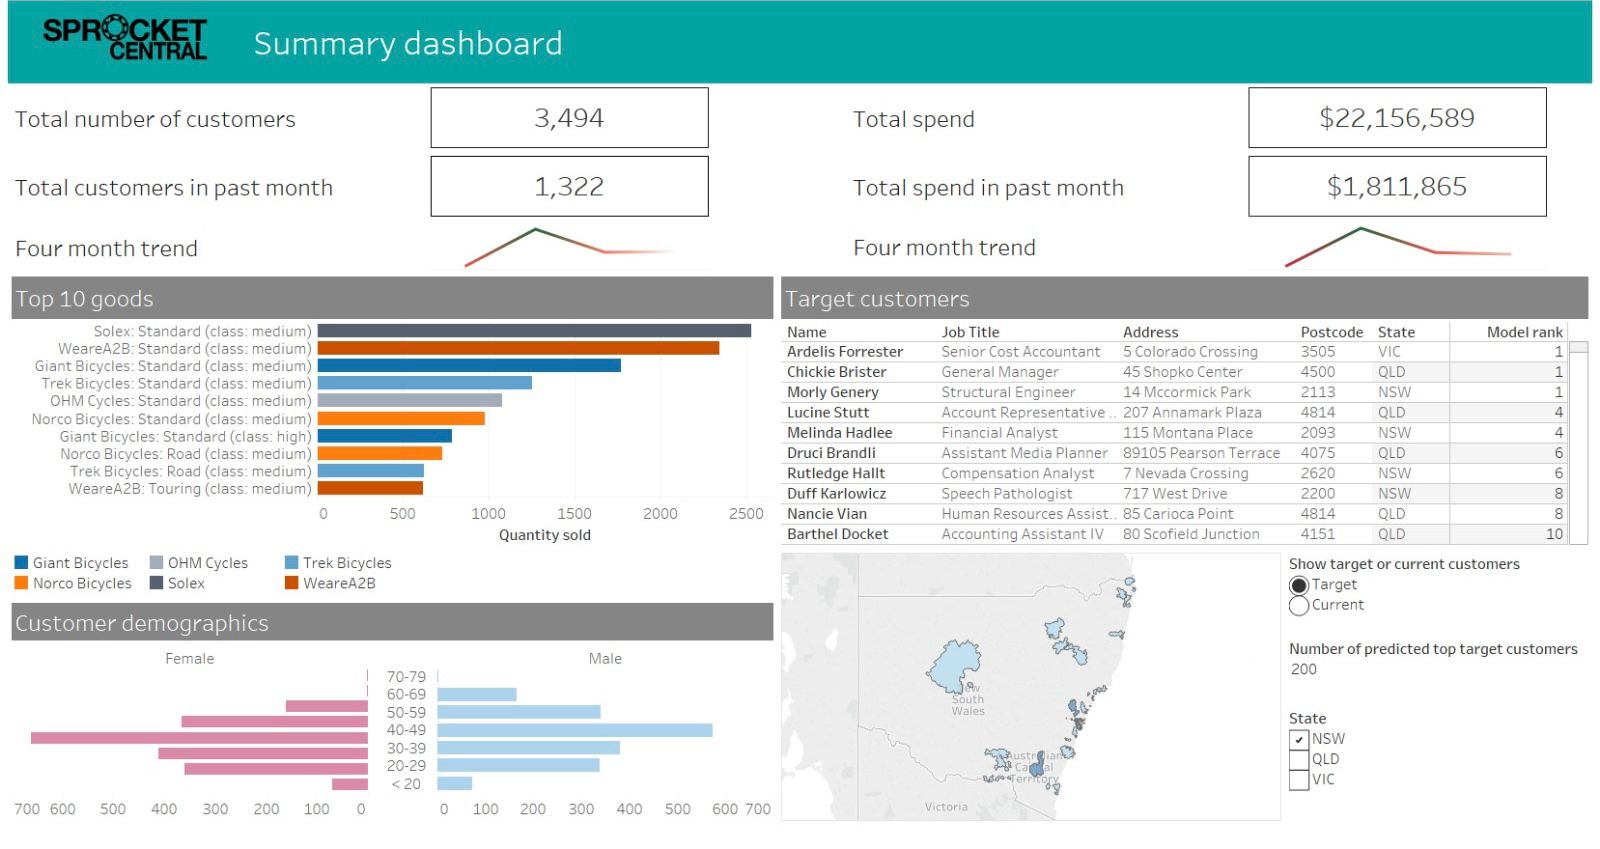 SPROCKET
CENTRAL
Summary dashboard
Total number of customers
3,494
Total spend
$22,156,589
Total customers in past month
1,322
Total spend in past month
$1,811,865
Four month trend
Four month trend
Top 10 goods
Solex: Standard (class: medium)
WeareA2B: Standard (class: medium)
Giant Bicycles: Standard (class: medium)
Trek Bicycles: Standard (class: medium)
OHM Cycles: Standard (class: medium)
Norco Bicycles: Standard (class: medium)
Giant Bicycles: Standard (class: high)
Norco Bicycles: Road (class: medium)
Trek Bicycles: Road (class: medium)
WeareA2B: Touring (class: medium)
0 500 1000 1500 2000 2500
Quantity sold
Giant Bicycles OHM Cycles Trek Bicycles
Norco Bicycles Solex WeareA2B
Customer demographics
Female Male
70-79
60-69
50-59
40-49
30-39
20-29
< 20
700 600 500 400 300 200 100 0 0 100 200 300 400 500 600 700
Target customers
Name Job Title Address Postcode State Model rank
Ardelis Forrester Senior Cost Accountant 5 Colorado Crossing 3505 VIC 1
Chickie Brister General Manager 45 Shopko Center 4500 QLD 1
Morly Genery Structural Engineer 14 Mccormick Park 2113 NSW 1
Lucine Stutt Account Representative .. 207 Annamark Plaza 4814 QLD 4
Melinda Hadlee Financial Analyst 115 Montana Place 2093 NSW 4
Druci Brandli Assistant Media Planner 89105 Pearson Terrace 4075 QLD 6
Rutledge Hallt Compensation Analyst 7 Nevada Crossing 2620 NSW 6
Duff Karlowicz Speech Pathologist 717 West Drive 2200 NSW 8
Nancie Vian Human Resources Assist.. 85 Carioca Point 4814 QLD 8
Barthel Docket Accounting Assistant IV 80 Scofield Junction 4151 QLD 10
New
South
Wales
Australian
Capital
Territory
Victoria
Show target or current customers
Target
Current
Number of predicted top target customers
200
State
NSW
QLD
VIC